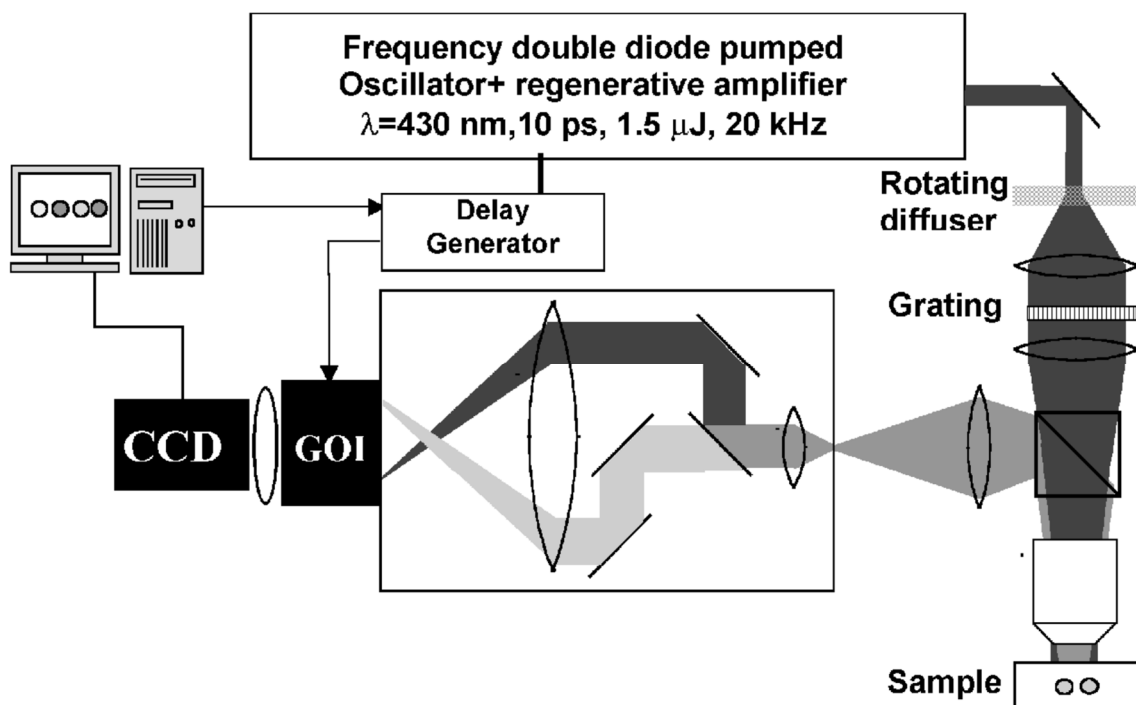 Frequency double diode pumped
Oscillator+ regenerative amplifier
λ=430 nm,10 ps, 1.5 μJ, 20 kHz
Rotating
diffuser
Delay
Generator
Grating
CCD
GOI
Sample